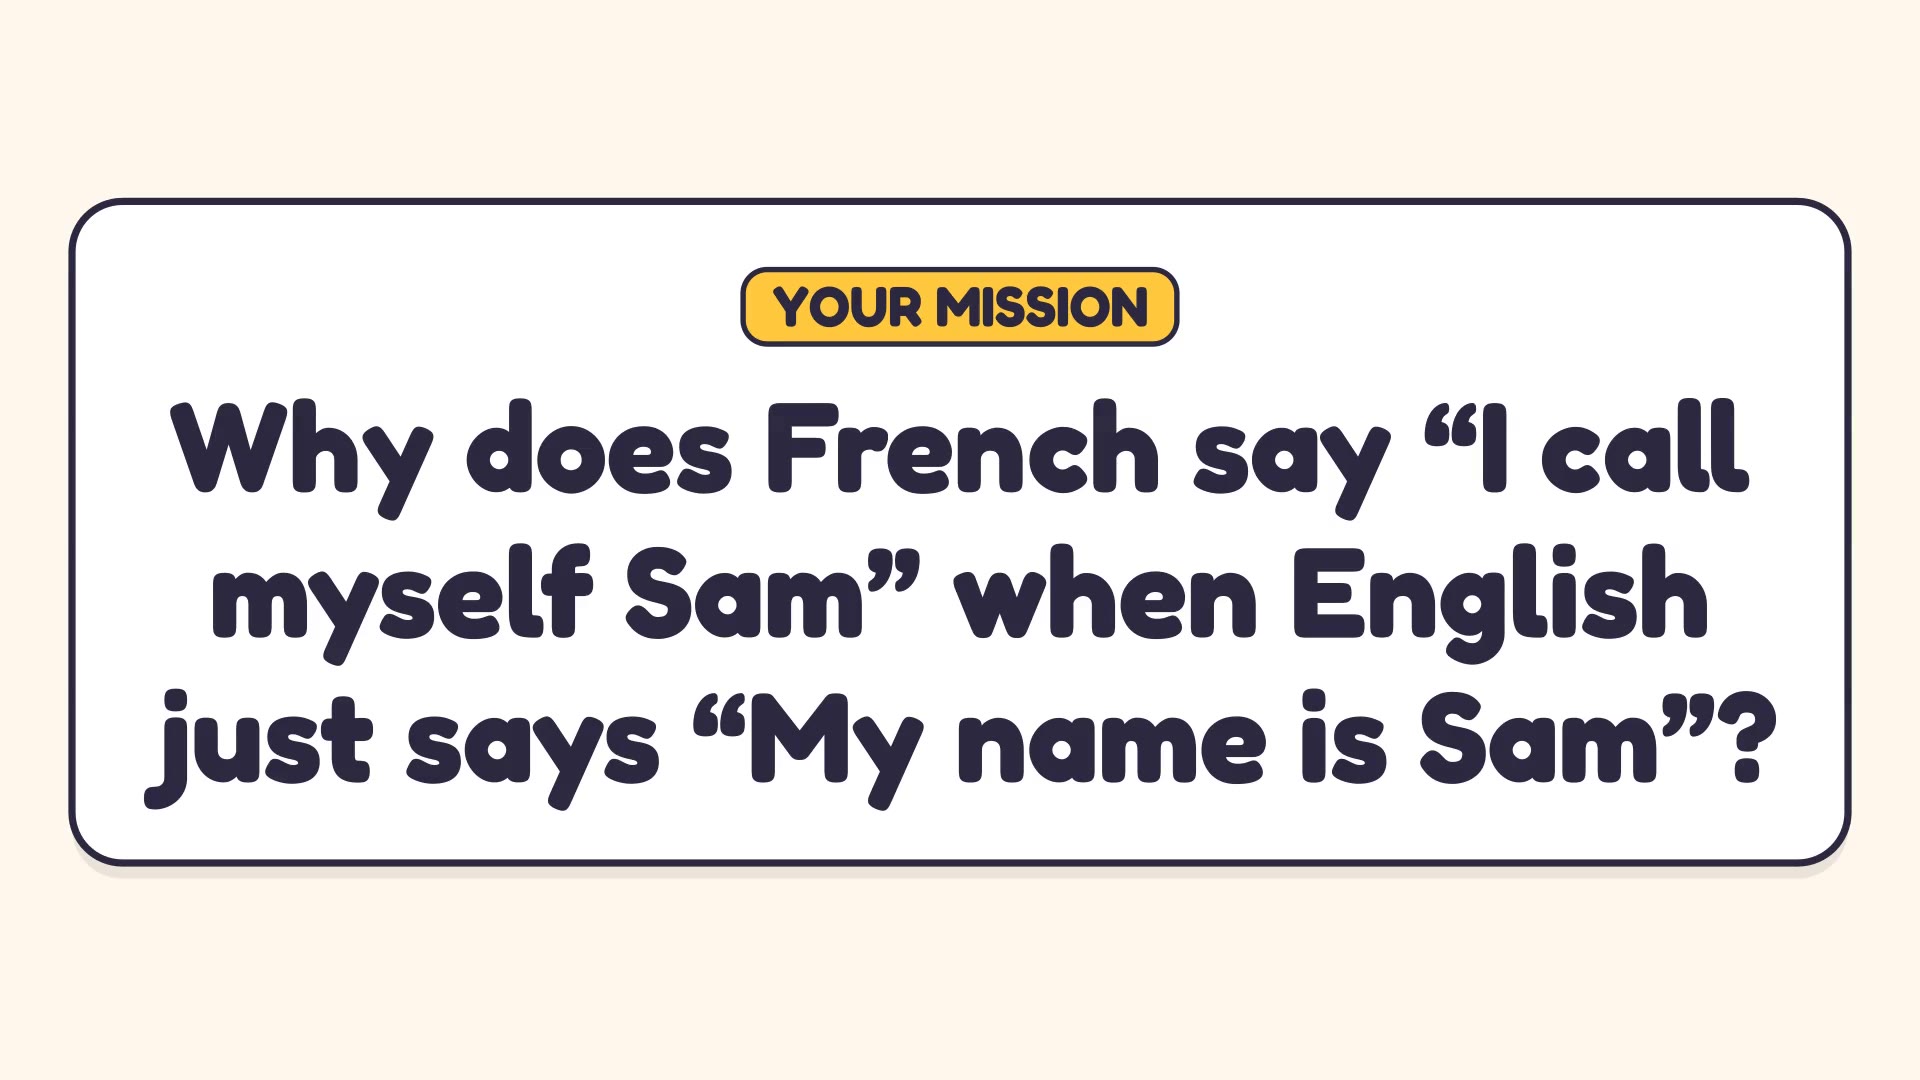 YOUR MISSION
Why does French say “I call
myself Sam” when English
just says “My name is Sam”?